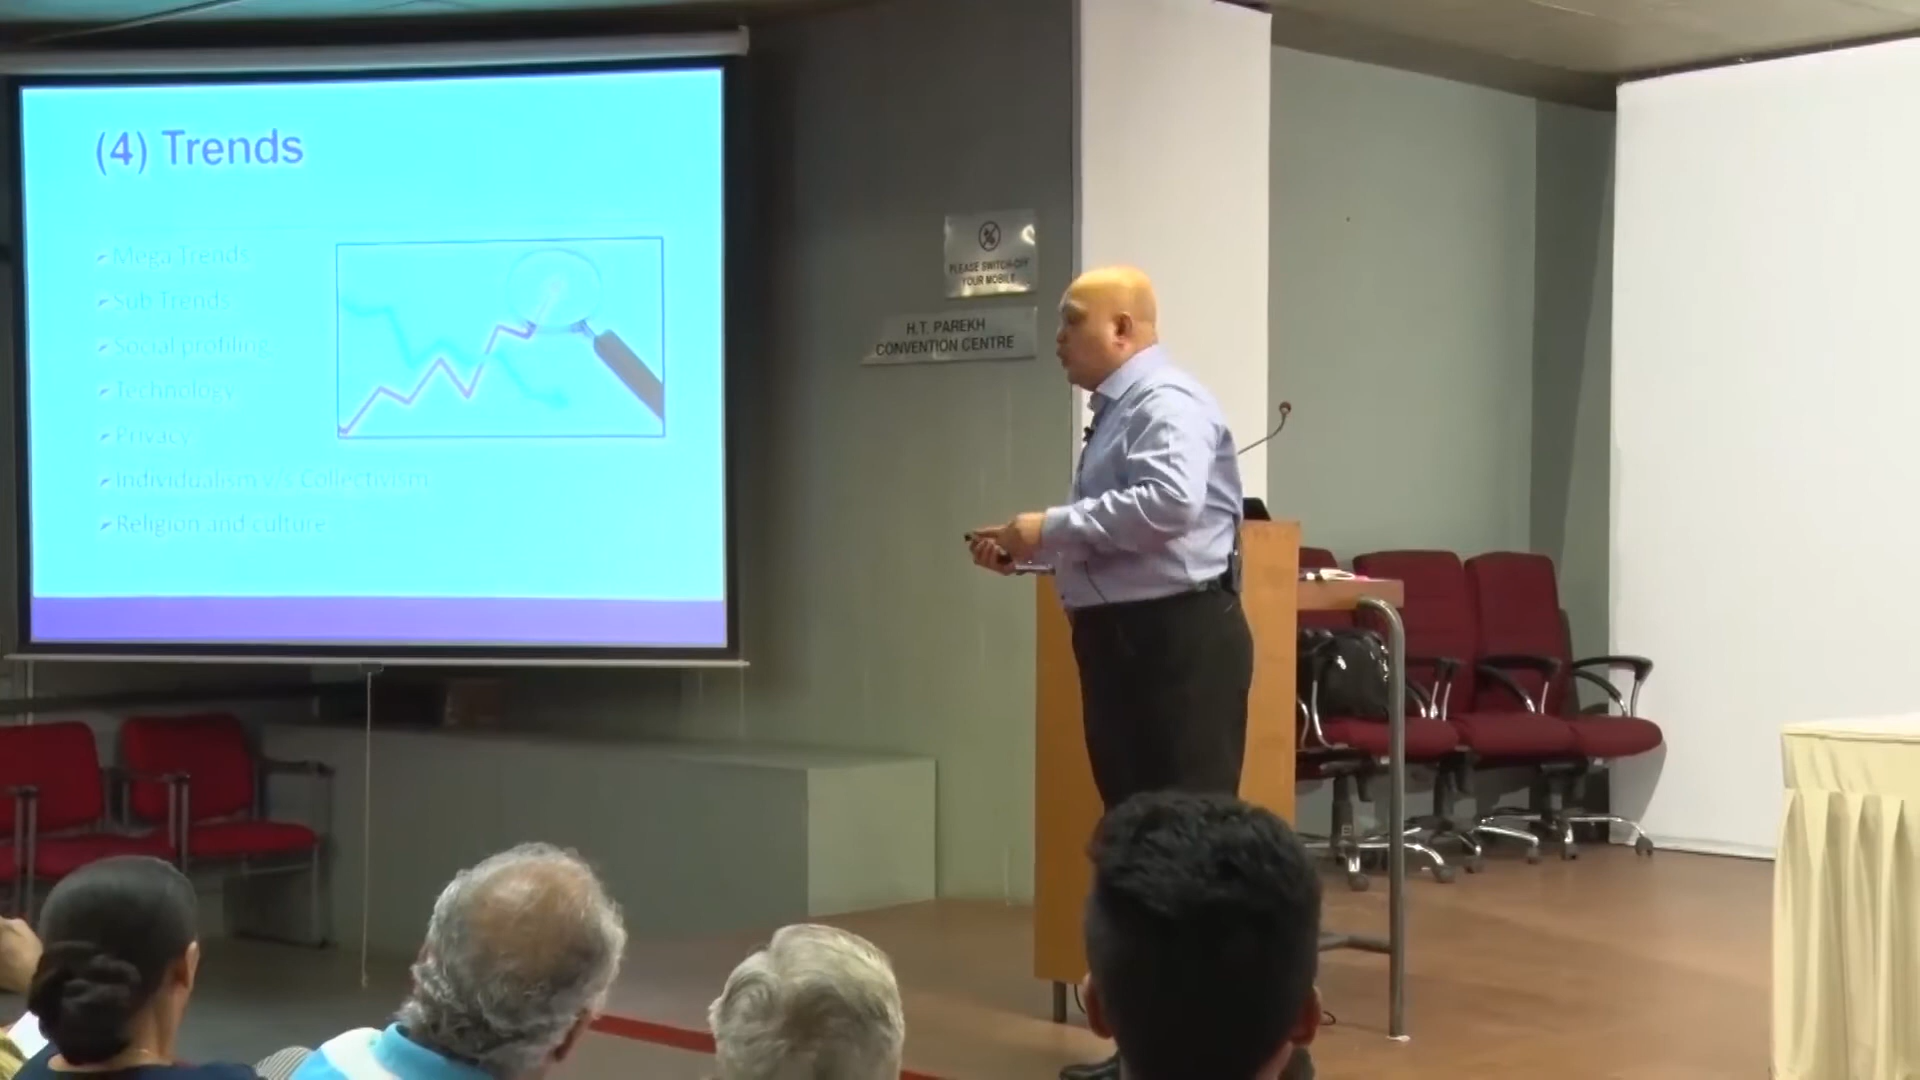 (4) Trends
Mega Trends
Sub Trends
Social profiling
Technology
Privacy
Individualism v/s Collectivism
Religion and culture
PLEASE SWITCH-OFF
YOUR MOBILE
H.T. PAREKH
CONVENTION CENTRE